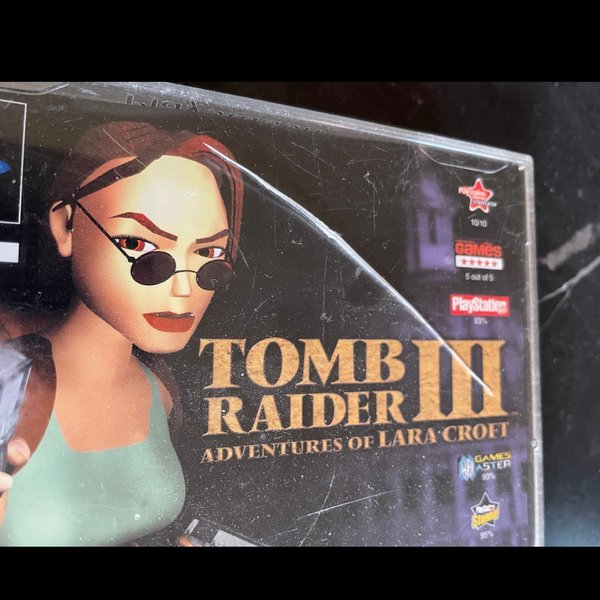 10/10
GAMES
5 out of 5
PlayStation
93%
TOMB
RAIDER III
ADVENTURES OF LARA CROFT
GAMES
MASTER
93%
95%